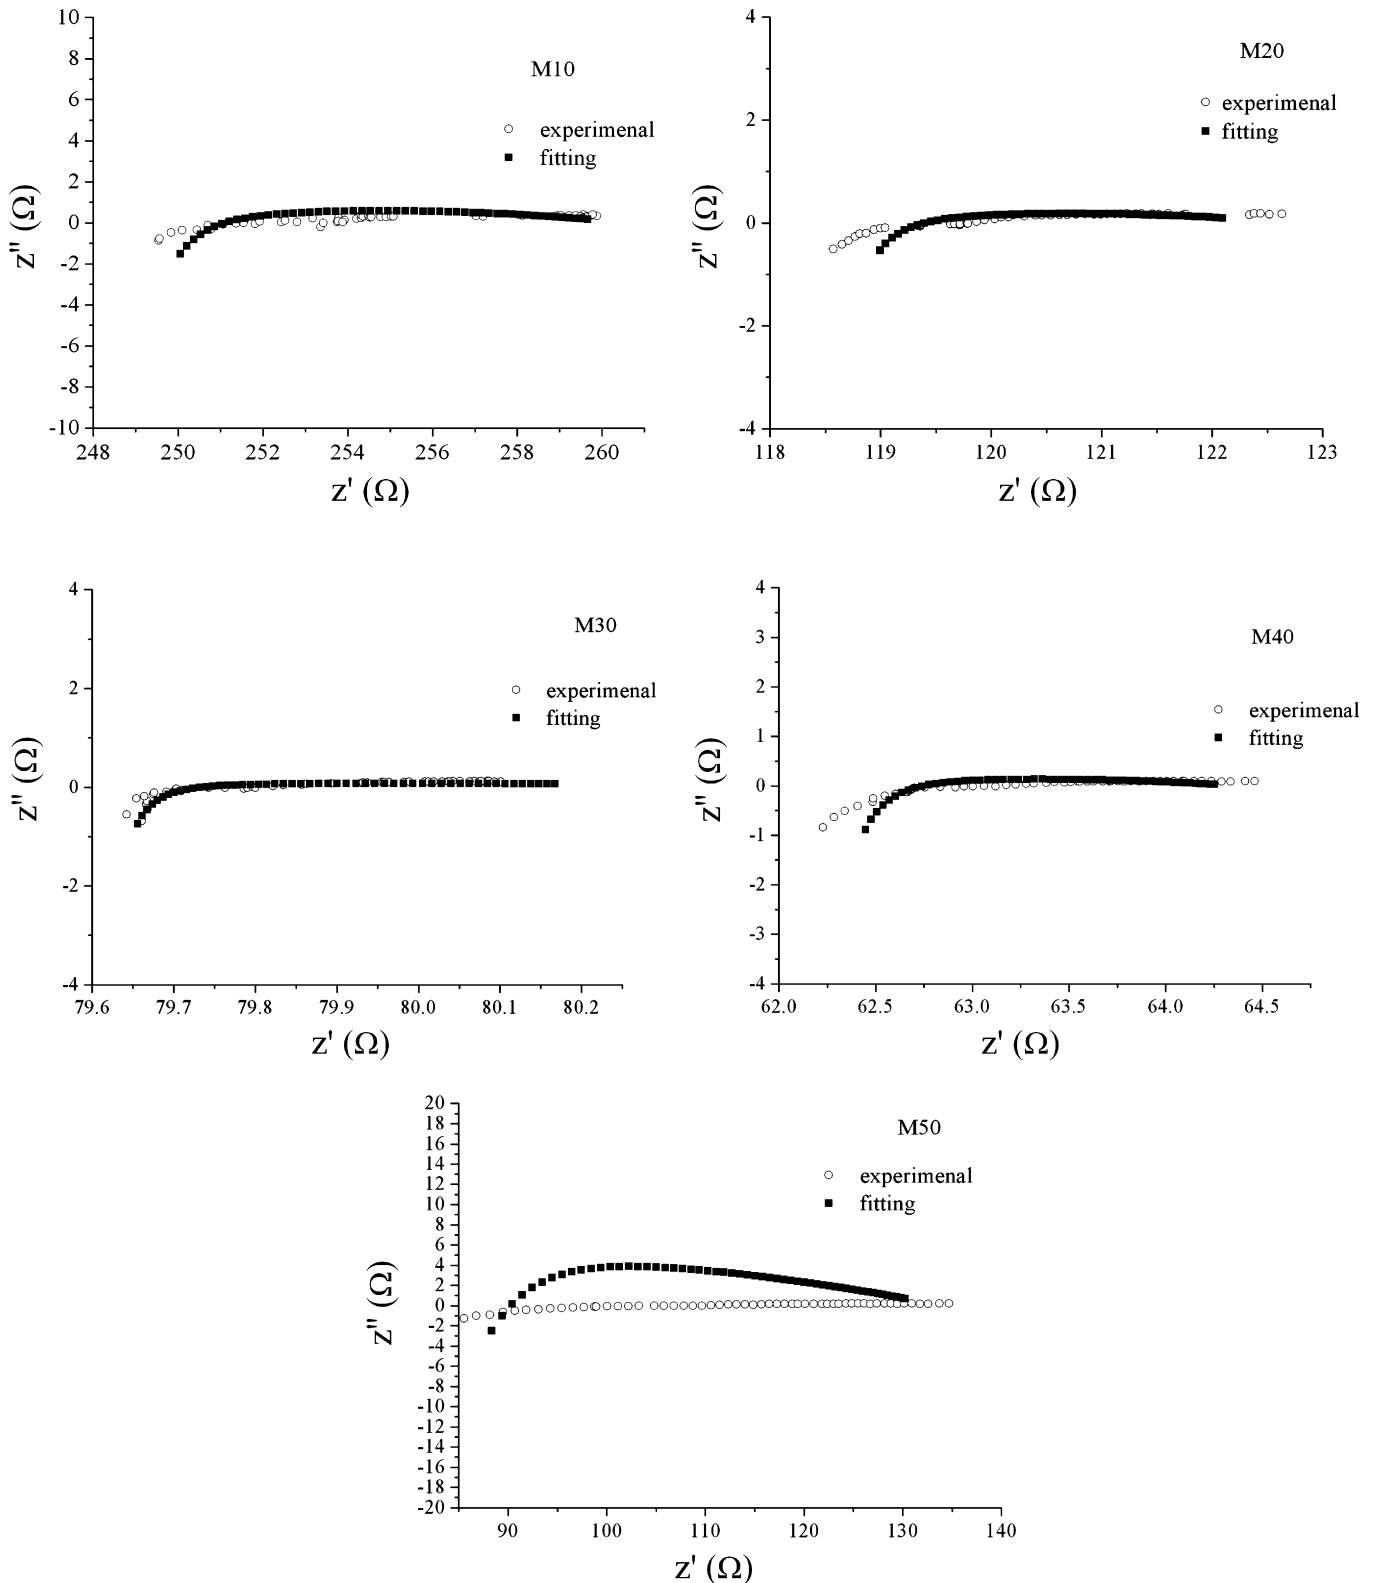 M10
experimenal
fitting
10
8
6
4
2
0
-2
-4
-6
-8
-10
z'' (Ω)
248 250 252 254 256 258 260
z' (Ω)
M20
experimenal
fitting
4
2
0
-2
-4
z'' (Ω)
118 119 120 121 122 123
z' (Ω)
M30
experimenal
fitting
4
2
0
-2
-4
z'' (Ω)
79.6 79.7 79.8 79.9 80.0 80.1 80.2
z' (Ω)
M40
experimenal
fitting
4
3
2
1
0
-1
-2
-3
-4
z'' (Ω)
62.0 62.5 63.0 63.5 64.0 64.5
z' (Ω)
M50
experimenal
fitting
20
18
16
14
12
10
8
6
4
2
0
-2
-4
-6
-8
-10
-12
-14
-16
-18
-20
z'' (Ω)
90 100 110 120 130 140
z' (Ω)